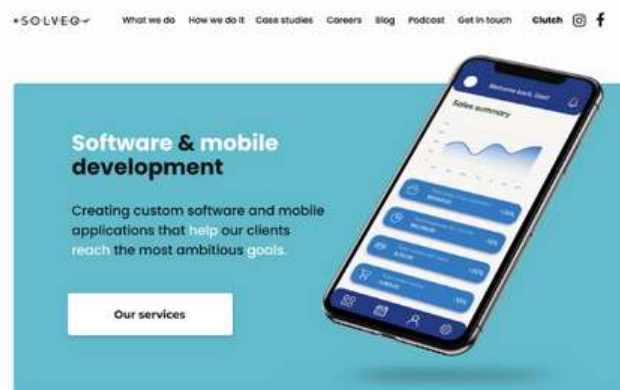 SOLVEQ
What we do How we do it Case studies Careers Blog Podcast Get in touch Clutch
Software & mobile
development
Creating custom software and mobile
applications that help our clients
reach the most ambitious goals.
Our services
Welcome back,
Sales summary